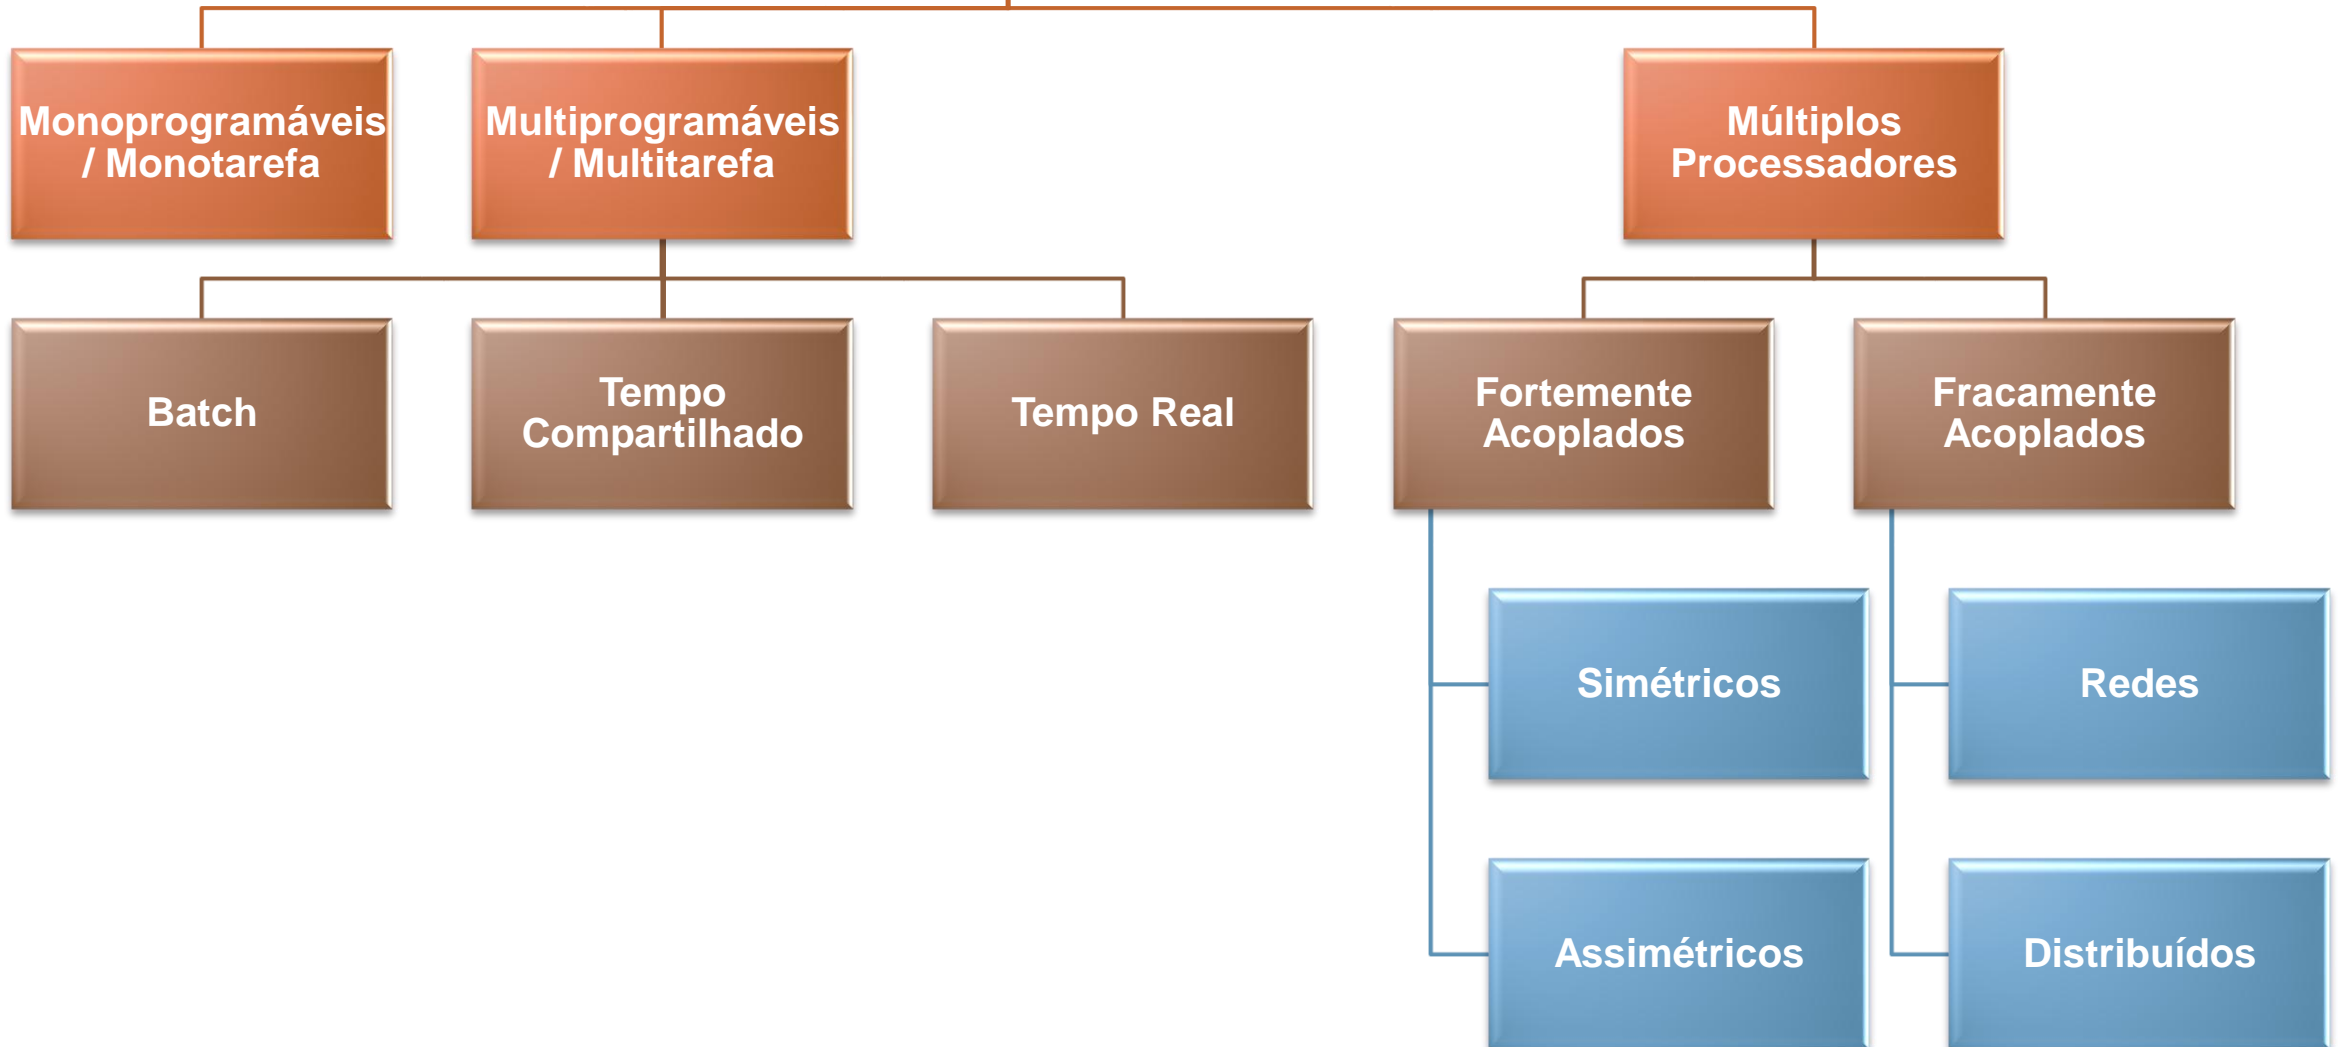 Monoprogramáveis
/ Monotarefa
Multiprogramáveis
/ Multitarefa
Múltiplos
Processadores
Batch
Tempo
Compartilhado
Tempo Real
Fortemente
Acoplados
Fracamente
Acoplados
Simétricos
Redes
Assimétricos
Distribuídos